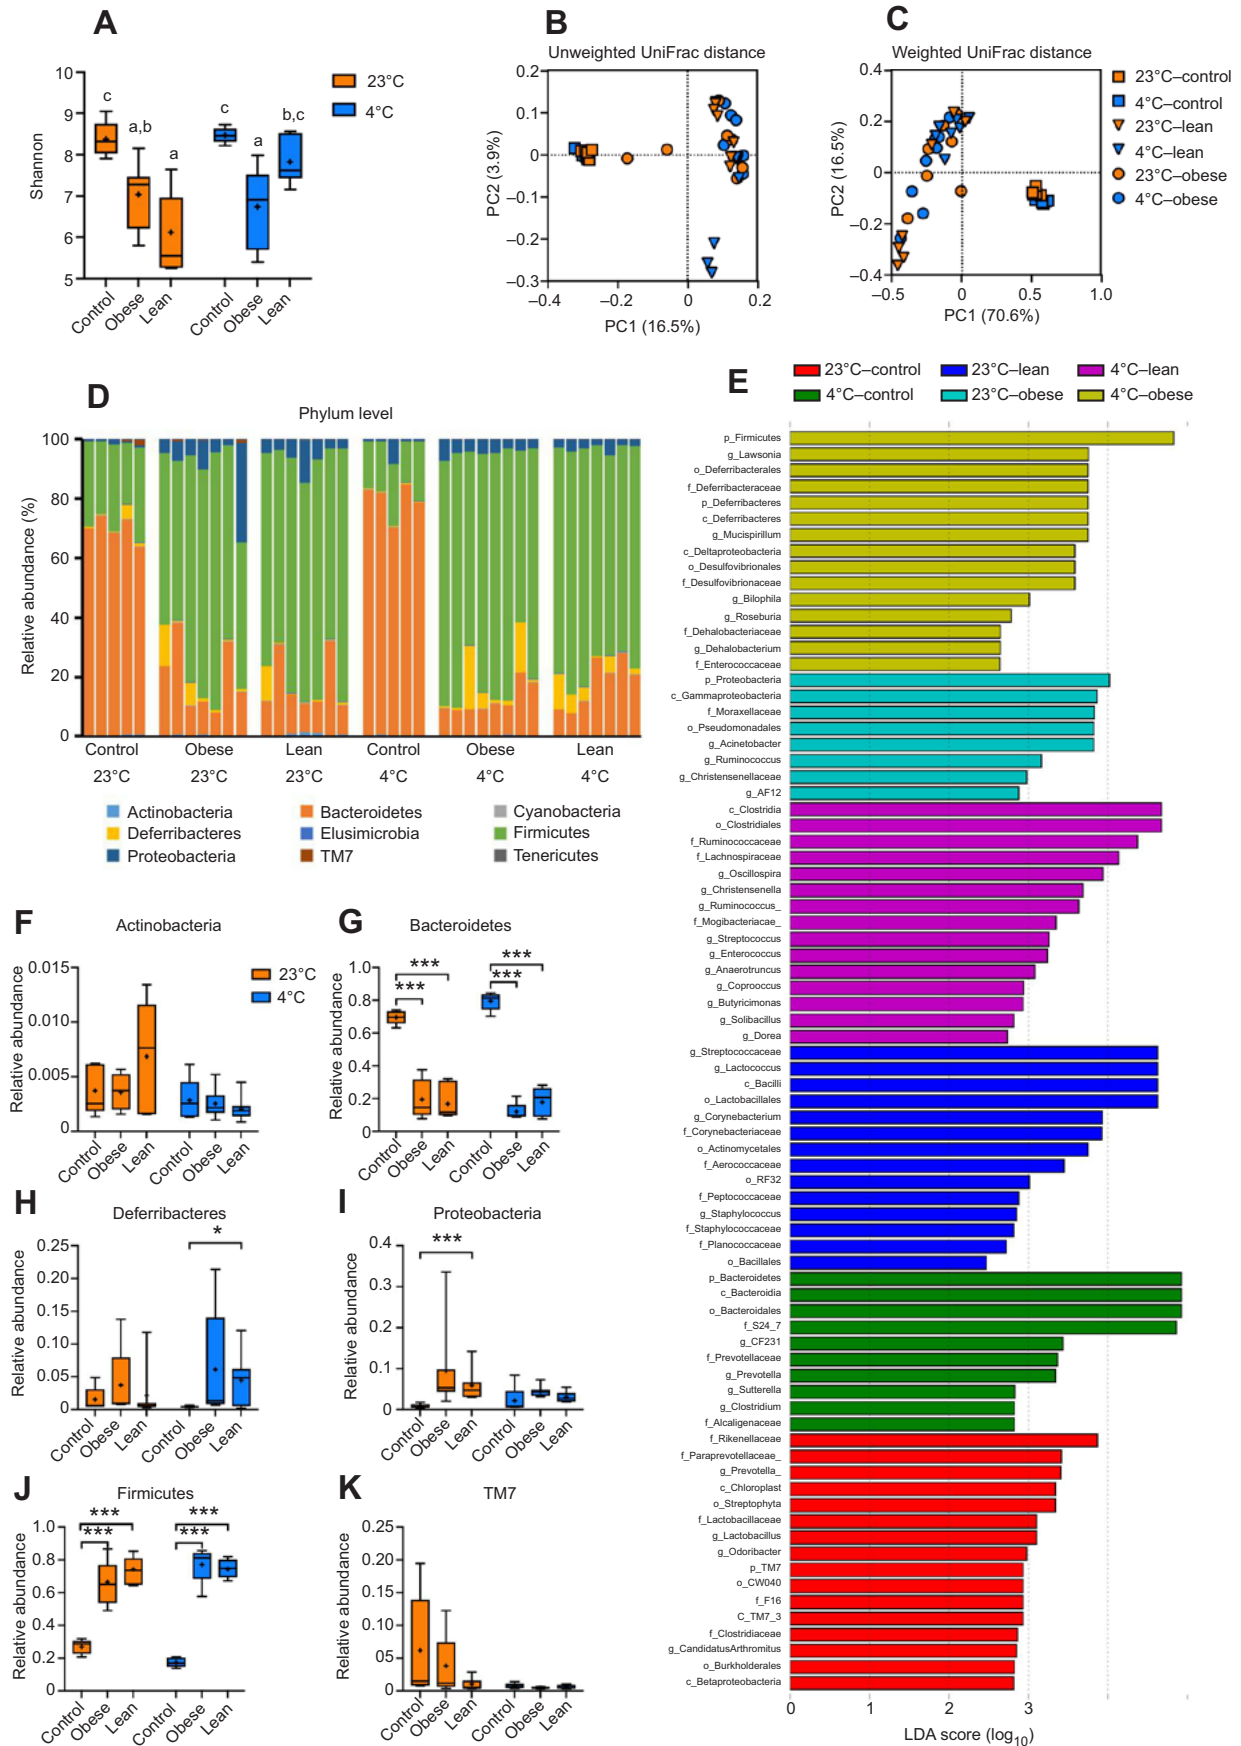 A
Shannon
10
9
8
7
6
5
c
a,b
a
c
a
b,c
Control
Obese
Lean
Control
Obese
Lean
23°C
4°C
B
Unweighted UniFrac distance
PC2 (3.9%)
0.2
0.1
0
–0.1
–0.2
–0.3
–0.4
–0.2
0
0.2
PC1 (16.5%)
C
Weighted UniFrac distance
PC2 (16.5%)
0.4
0.2
0
–0.2
–0.4
–0.5
0
0.5
1.0
PC1 (70.6%)
23°C–control
4°C–control
23°C–lean
4°C–lean
23°C–obese
4°C–obese
D
Phylum level
Relative abundance (%)
100
80
60
40
20
0
Control
Obese
Lean
Control
Obese
Lean
23°C
23°C
23°C
4°C
4°C
4°C
Actinobacteria
Bacteroidetes
Cyanobacteria
Deferribacteres
Elusimicrobia
Firmicutes
Proteobacteria
TM7
Tenericutes
E
23°C–control
23°C–lean
4°C–lean
4°C–control
23°C–obese
4°C–obese
p_Firmicutes
g_Lawsonia
o_Deferribacterales
f_Deferribacteraceae
p_Deferribacteres
c_Deferribacteres
g_Mucispirillum
c_Deltaproteobacteria
o_Desulfovibrionales
f_Desulfovibrionaceae
g_Bilophila
g_Roseburia
f_Dehalobacteriaceae
g_Dehalobacterium
f_Enterococcaceae
p_Proteobacteria
c_Gammaproteobacteria
f_Moraxellaceae
o_Pseudomonadales
g_Acinetobacter
g_Ruminococcus
g_Christensenellaceae
g_AF12
c_Clostridia
o_Clostridiales
f_Ruminococcaceae
f_Lachnospiraceae
g_Oscillospira
g_Christensenella
g_Ruminococcus_
f_Mogibacteriacae_
g_Streptococcus
g_Enterococcus
g_Anaerotruncus
g_Coprococcus
g_Butyricimonas
g_Solibacillus
g_Dorea
g_Streptococcaceae
g_Lactococcus
c_Bacilli
o_Lactobacillales
g_Corynebacterium
f_Corynebacteriaceae
o_Actinomycetales
f_Aerococcaceae
o_RF32
f_Peptococcaceae
g_Staphylococcus
f_Staphylococcaceae
f_Planococcaceae
o_Bacillales
p_Bacteroidetes
c_Bacteroidia
o_Bacteroidales
f_S24_7
g_CF231
f_Prevotellaceae
g_Prevotella
g_Sutterella
g_Clostridium
f_Alcaligenaceae
f_Rikenellaceae
f_Paraprevotellaceae_
g_Prevotella_
c_Chloroplast
o_Streptophyta
f_Lactobacillaceae
g_Lactobacillus
g_Odoribacter
p_TM7
o_CW040
f_F16
C_TM7_3
f_Clostridiaceae
g_CandidatusArthromitus
o_Burkholderales
c_Betaproteobacteria
0
1
2
3
LDA score (log10)
F
Actinobacteria
Relative abundance
0.015
0.010
0.005
0
Control
Obese
Lean
Control
Obese
Lean
23°C
4°C
G
Bacteroidetes
Relative abundance
1.0
0.8
0.6
0.4
0.2
0
***
***
***
***
Control
Obese
Lean
Control
Obese
Lean
H
Deferribacteres
Relative abundance
0.25
0.20
0.15
0.10
0.05
0
*
Control
Obese
Lean
Control
Obese
Lean
I
Proteobacteria
Relative abundance
0.4
0.3
0.2
0.1
0
***
Control
Obese
Lean
Control
Obese
Lean
J
Firmicutes
Relative abundance
1.0
0.8
0.6
0.4
0.2
0
***
***
***
***
Control
Obese
Lean
Control
Obese
Lean
K
TM7
Relative abundance
0.25
0.20
0.15
0.10
0.05
0
Control
Obese
Lean
Control
Obese
Lean